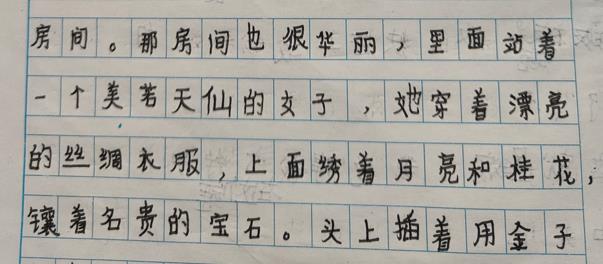 房间。那房间也很华丽，里面站着
一个美若天仙的女子，她穿着漂亮
的丝绸衣服，上面绣着月亮和桂花，
镶着名贵的宝石。头上插着用金子